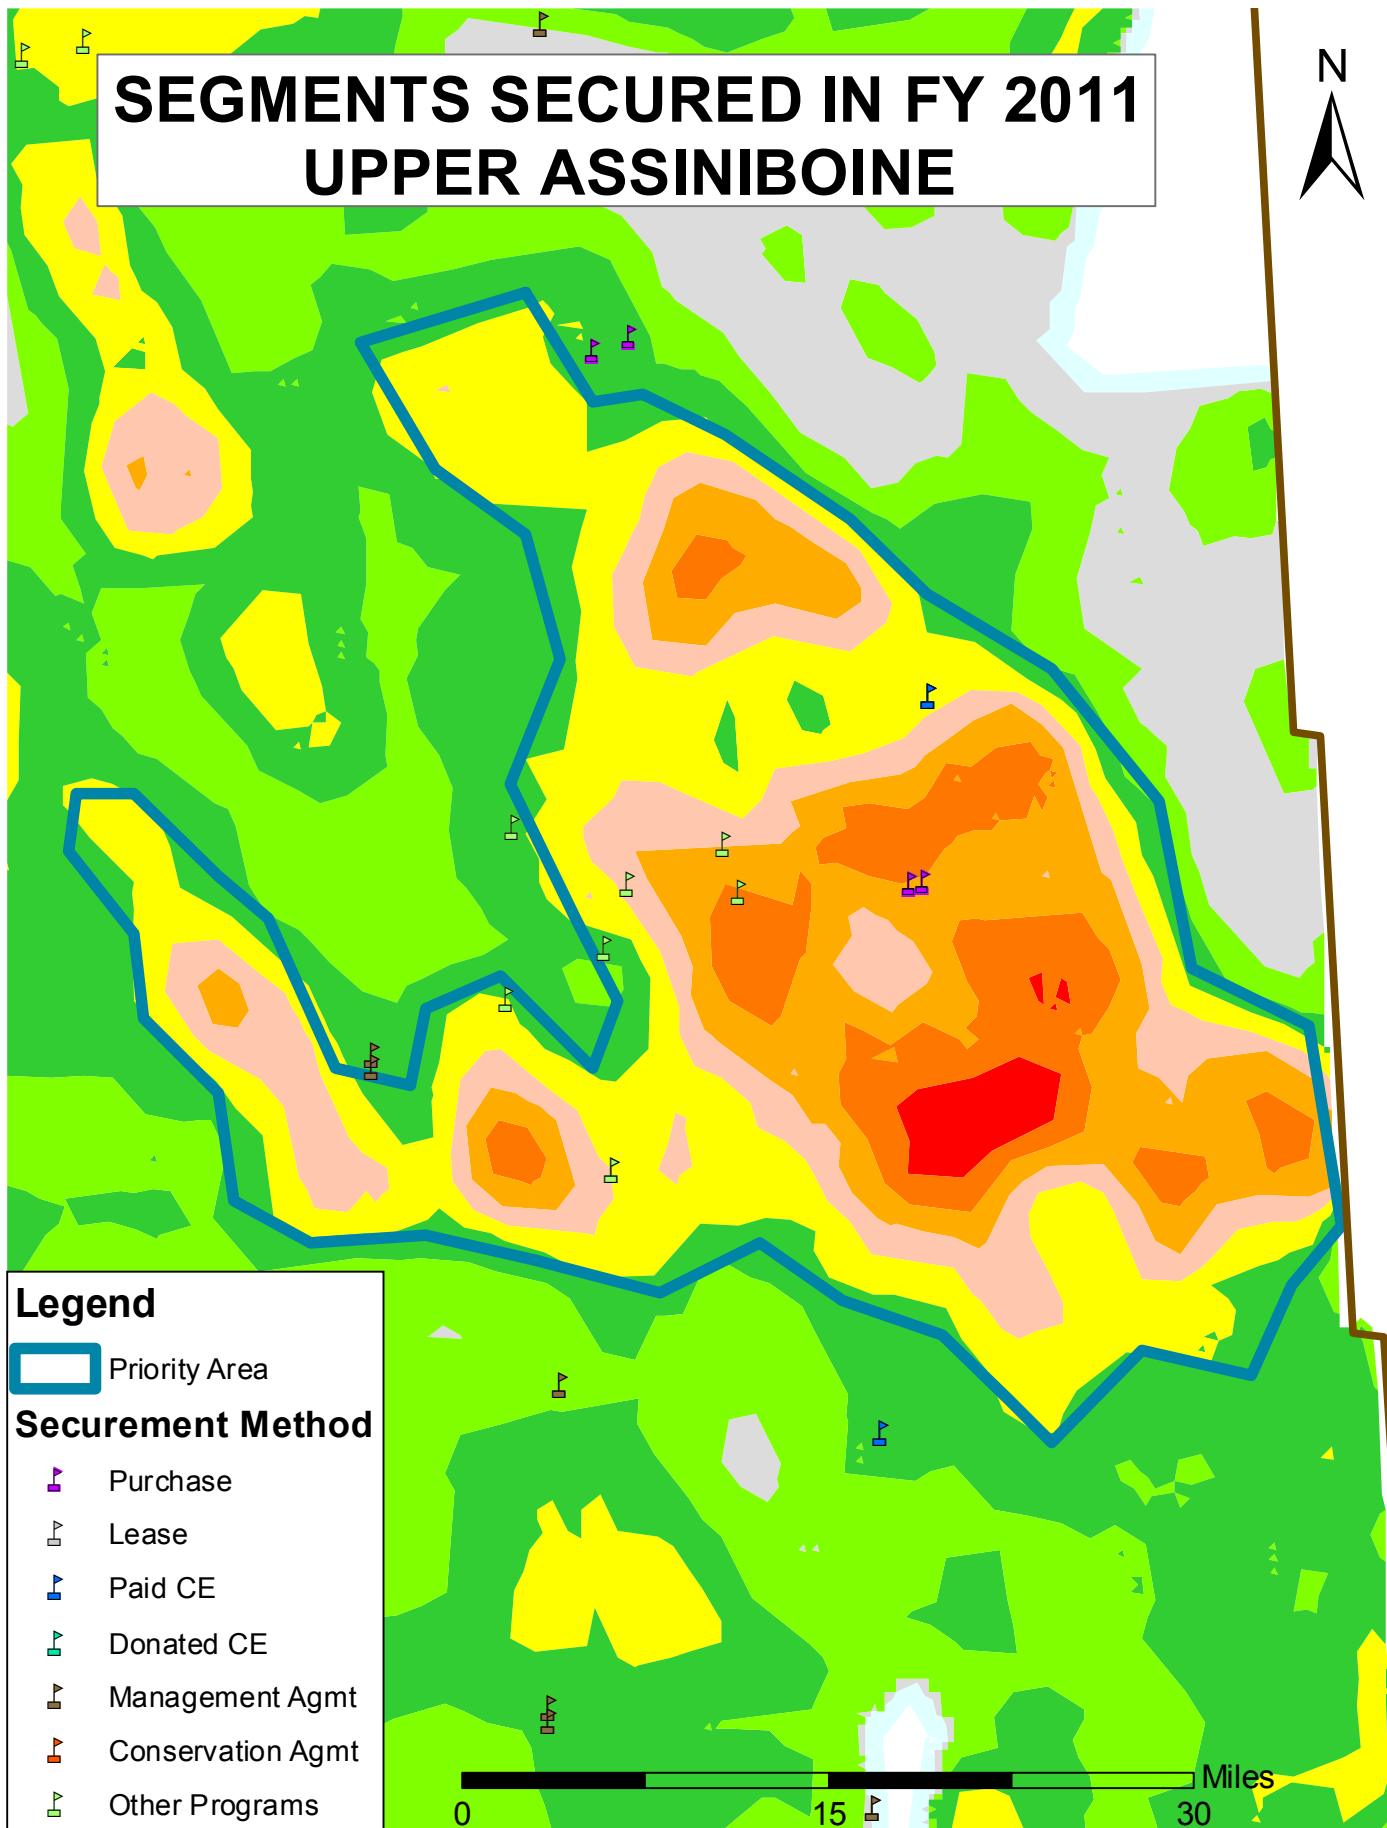 SEGMENTS SECURED IN FY 2011
UPPER ASSINIBOINE
N
Legend
Priority Area
Securement Method
Purchase
Lease
Paid CE
Donated CE
Management Agmt
Conservation Agmt
Other Programs
Miles
0 15 30